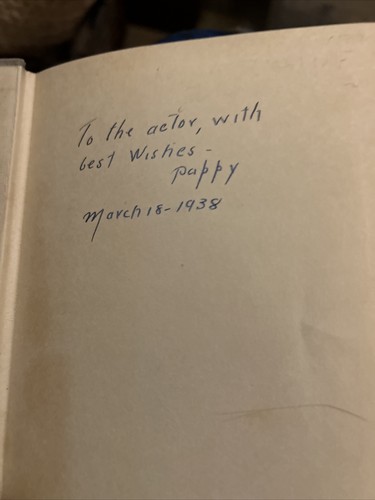 To the actor, with
best Wishes -
Pappy
March 18 - 1938